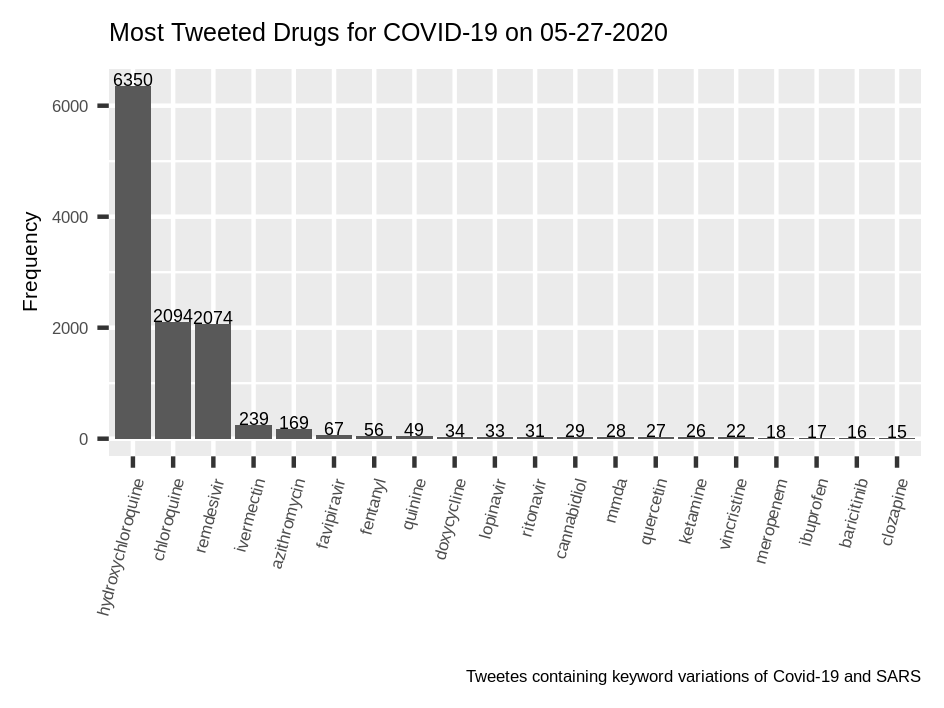 Most Tweeted Drugs for COVID-19 on 05-27-2020
Frequency
6000
4000
2000
0
6350
2094
2074
239
169
67
56
49
34
33
31
29
28
27
26
22
18
17
16
15
hydroxychloroquine
chloroquine
remdesivir
ivermectin
azithromycin
favipiravir
fentanyl
quinine
doxycycline
lopinavir
ritonavir
cannabidiol
mmda
quercetin
ketamine
vincristine
meropenem
ibuprofen
baricitinib
clozapine
Tweetes containing keyword variations of Covid-19 and SARS